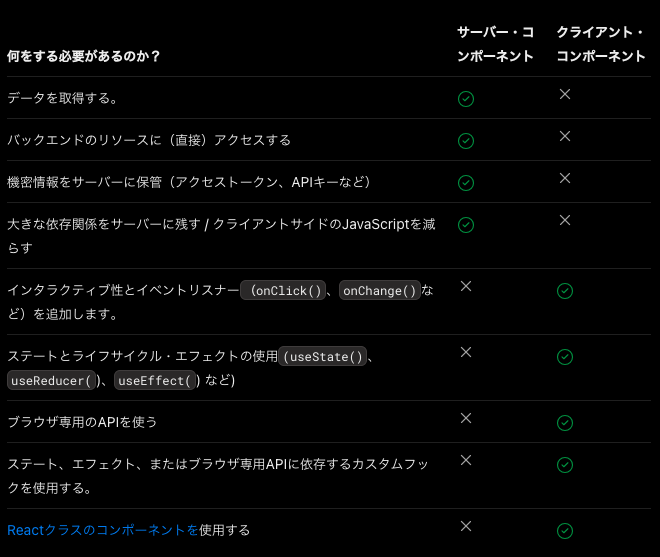 何をする必要があるのか？
サーバー・コ
ンポーネント
クライアント・
コンポーネント
データを取得する。
バックエンドのリソースに（直接）アクセスする
機密情報をサーバーに保管（アクセストークン、APIキーなど）
大きな依存関係をサーバーに残す / クライアントサイドのJavaScriptを減
らす
インタラクティブ性とイベントリスナー（onClick()、onChange()な
ど）を追加します。
ステートとライフサイクル・エフェクトの使用(useState()、
useReducer()、useEffect() など)
ブラウザ専用のAPIを使う
ステート、エフェクト、またはブラウザ専用APIに依存するカスタムフッ
クを使用する。
Reactクラスのコンポーネントを使用する